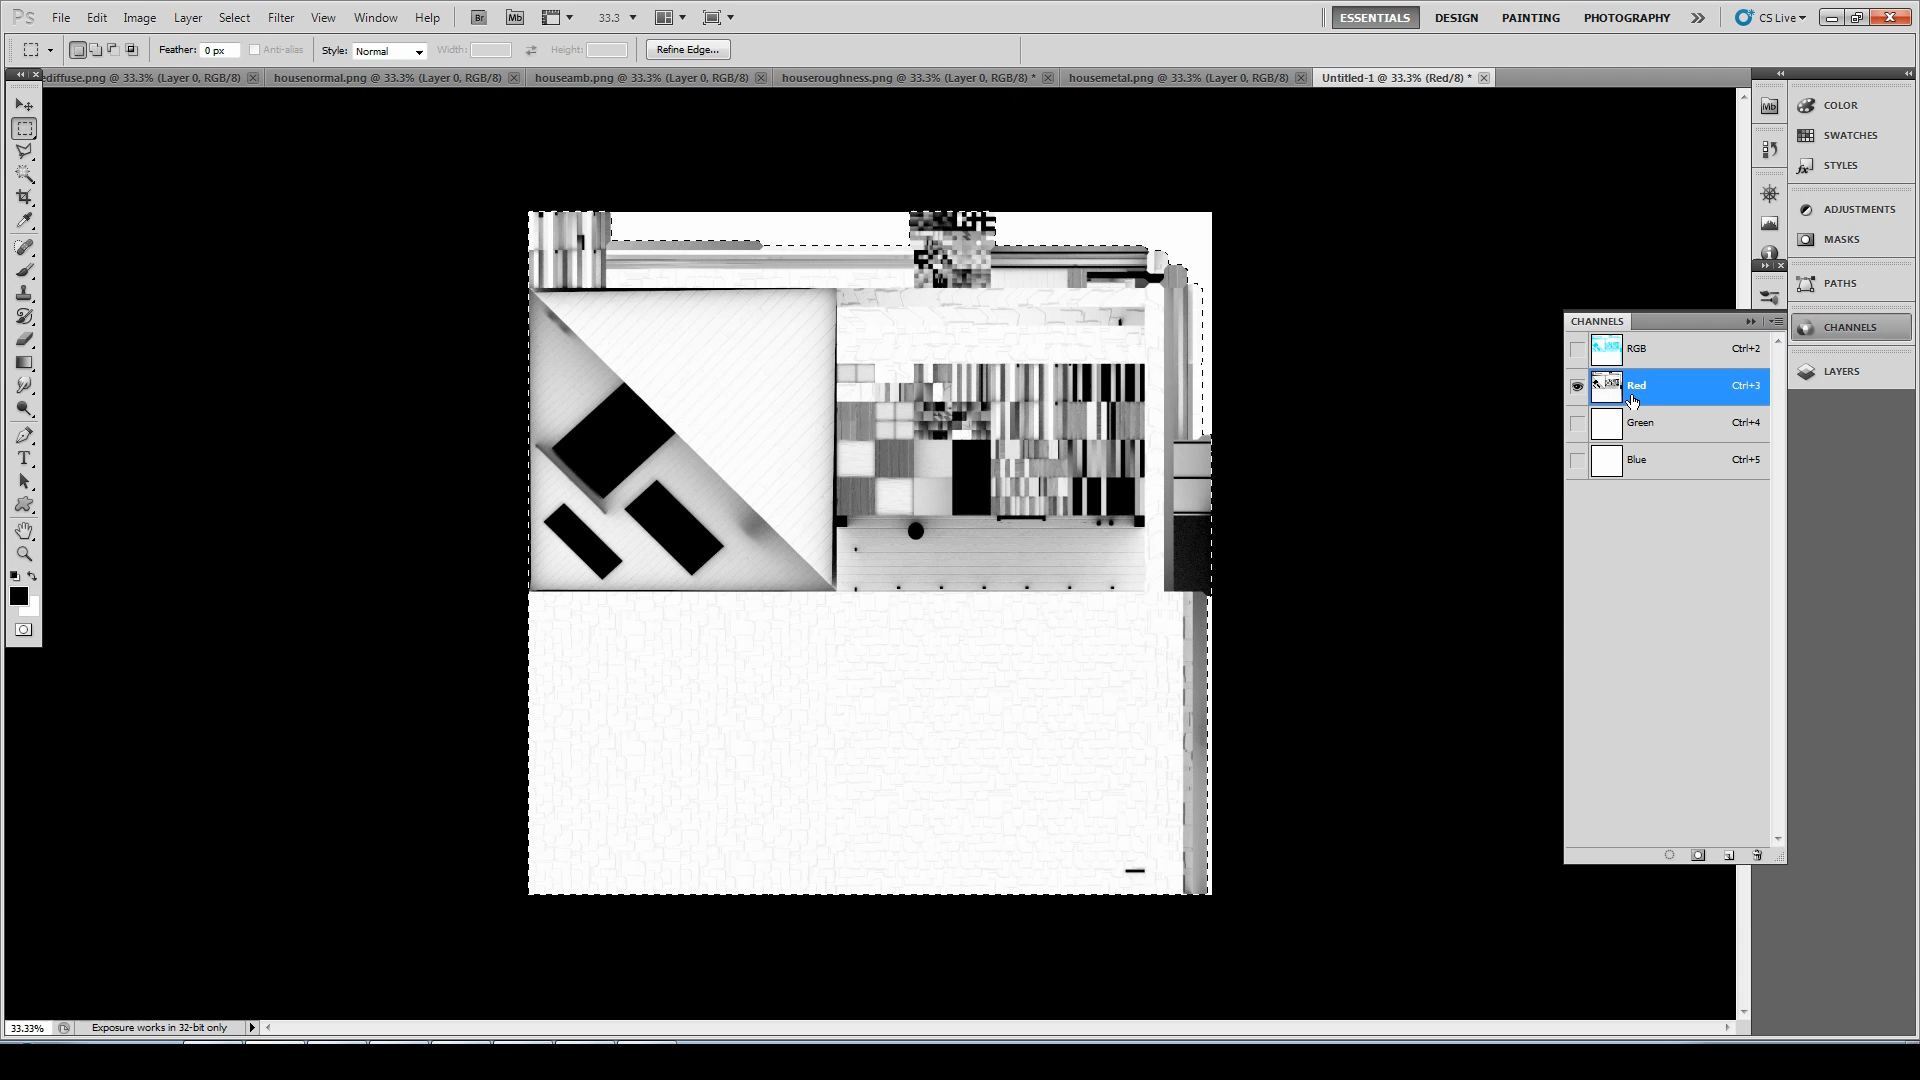 Ps File Edit Image Layer Select Filter View Window Help Br Mb 33.3 ESSENTIALS DESIGN PAINTING PHOTOGRAPHY CS Live
Feather: 0 px Anti-alias Style: Normal Width: Height: Refine Edge...
ediffuse.png @ 33.3% (Layer 0, RGB/8) housenormal.png @ 33.3% (Layer 0, RGB/8) houseamb.png @ 33.3% (Layer 0, RGB/8) houseroughness.png @ 33.3% (Layer 0, RGB/8) * housemetal.png @ 33.3% (Layer 0, RGB/8) Untitled-1 @ 33.3% (Red/8) *
Mb COLOR
SWATCHES
STYLES
ADJUSTMENTS
MASKS
PATHS
CHANNELS
LAYERS
CHANNELS
RGB Ctrl+2
Red Ctrl+3
Green Ctrl+4
Blue Ctrl+5
33.33% Exposure works in 32-bit only